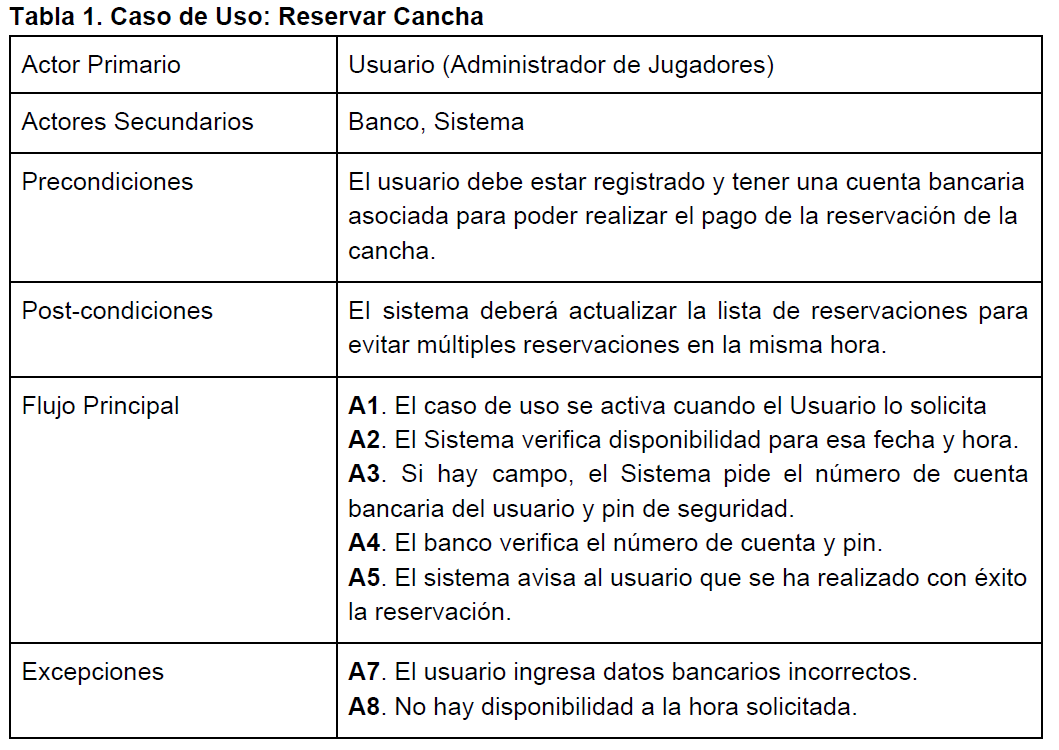 Tabla 1. Caso de Uso: Reservar Cancha
Actor Primario
Usuario (Administrador de Jugadores)
Actores Secundarios
Banco, Sistema
Precondiciones
El usuario debe estar registrado y tener una cuenta bancaria
asociada para poder realizar el pago de la reservación de la
cancha.
Post-condiciones
El sistema deberá actualizar la lista de reservaciones para
evitar múltiples reservaciones en la misma hora.
Flujo Principal
A1. El caso de uso se activa cuando el Usuario lo solicita
A2. El Sistema verifica disponibilidad para esa fecha y hora.
A3. Si hay campo, el Sistema pide el número de cuenta
bancaria del usuario y pin de seguridad.
A4. El banco verifica el número de cuenta y pin.
A5. El sistema avisa al usuario que se ha realizado con éxito
la reservación.
Excepciones
A7. El usuario ingresa datos bancarios incorrectos.
A8. No hay disponibilidad a la hora solicitada.